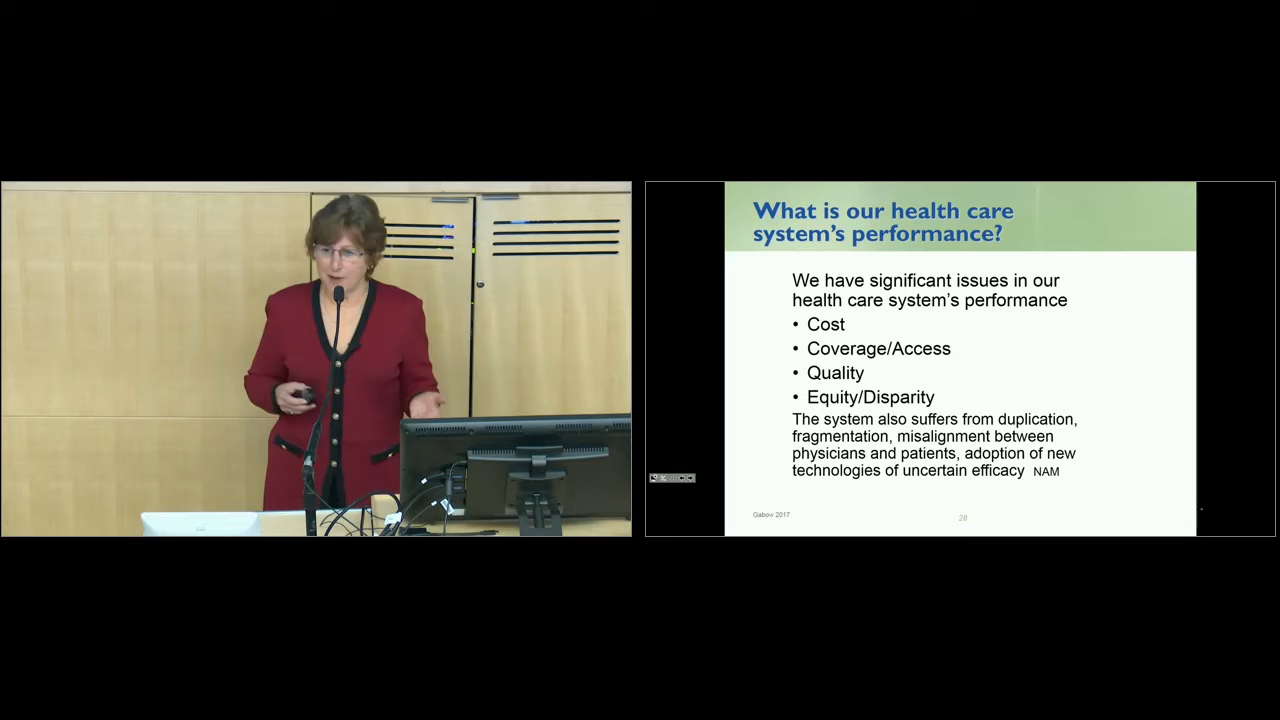 What is our health care
system's performance?
We have significant issues in our
health care system's performance
• Cost
• Coverage/Access
• Quality
• Equity/Disparity
The system also suffers from duplication,
fragmentation, misalignment between
physicians and patients, adoption of new
technologies of uncertain efficacy NAM
Gabow 2017
28